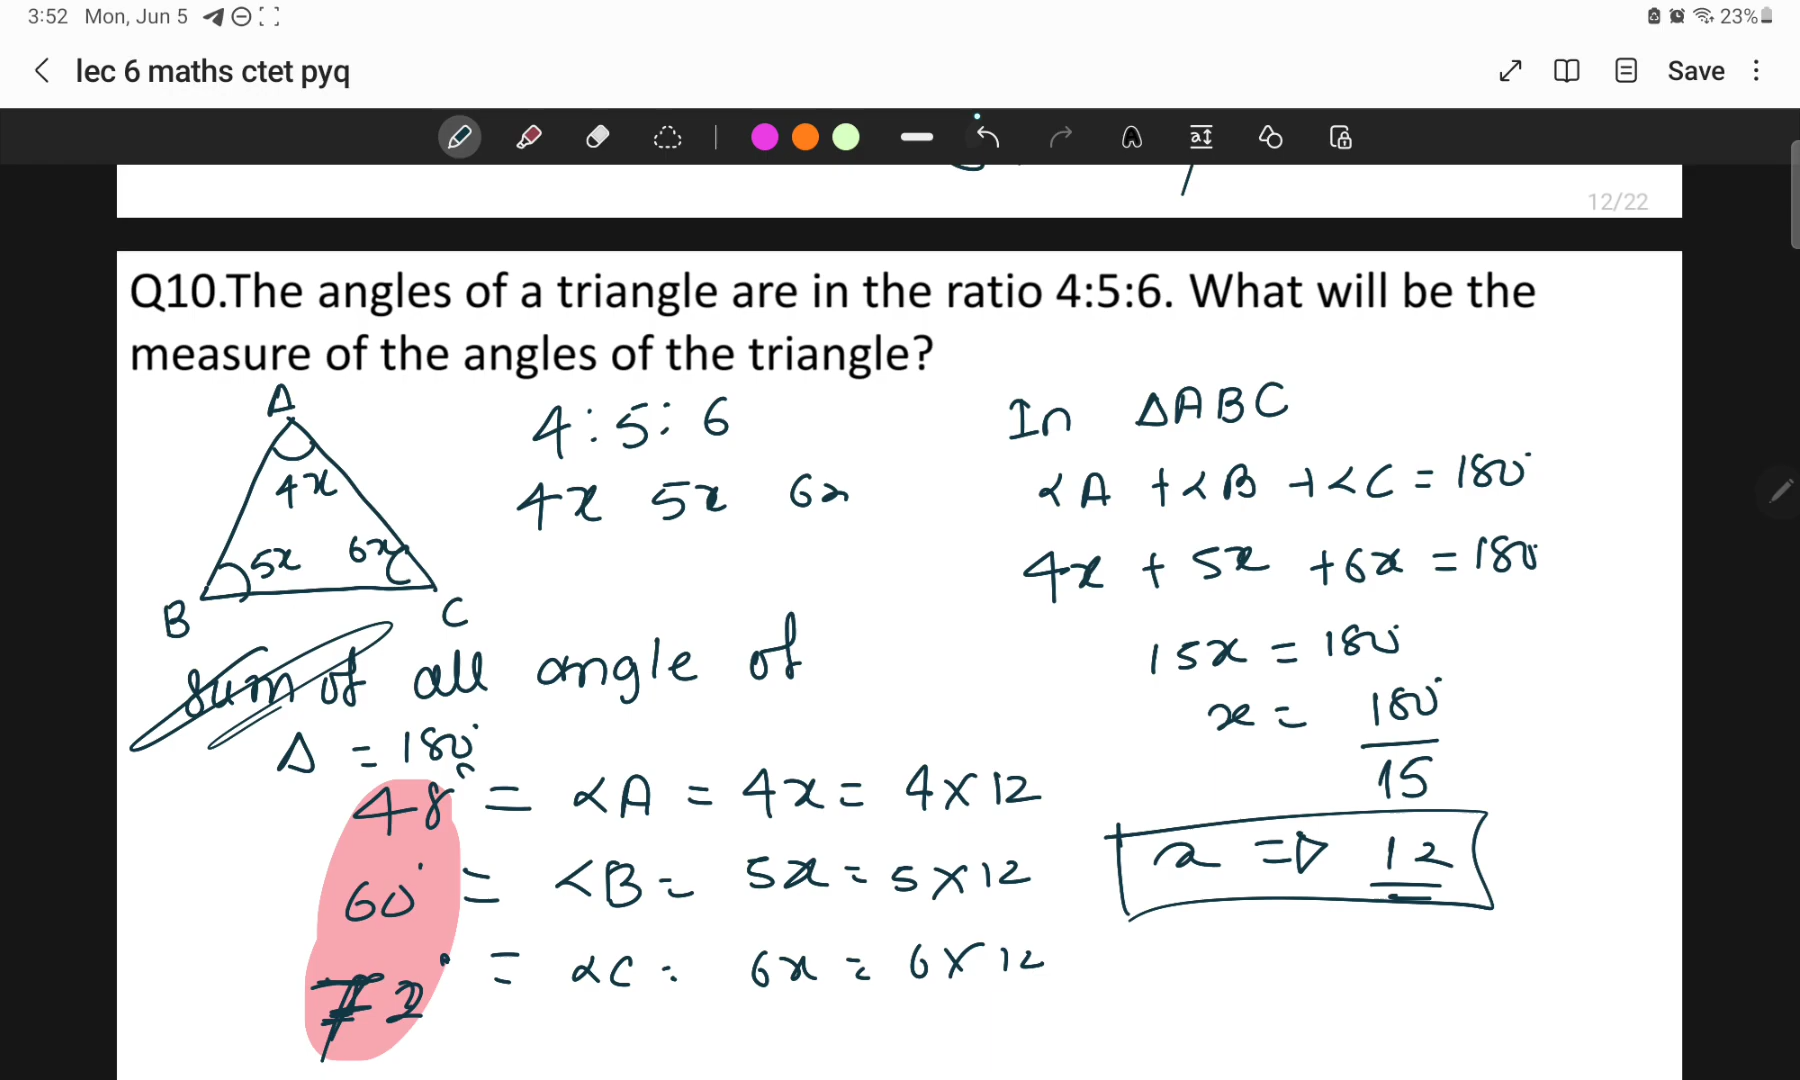 3:52 Mon, Jun 5
23%
lec 6 maths ctet pyq
Save
12/22
Q10.The angles of a triangle are in the ratio 4:5:6. What will be the
measure of the angles of the triangle?
A
4x
5x 6x
B C
4:5:6
4x 5x 6x
Sum of all angle of
Δ = 180°
48° = ∠A = 4x = 4×12
60° = ∠B = 5x = 5×12
72° = ∠C = 6x = 6×12
In ΔABC
∠A + ∠B + ∠C = 180°
4x + 5x + 6x = 180
15x = 180°
x = 180°
15
x ⇒ 12